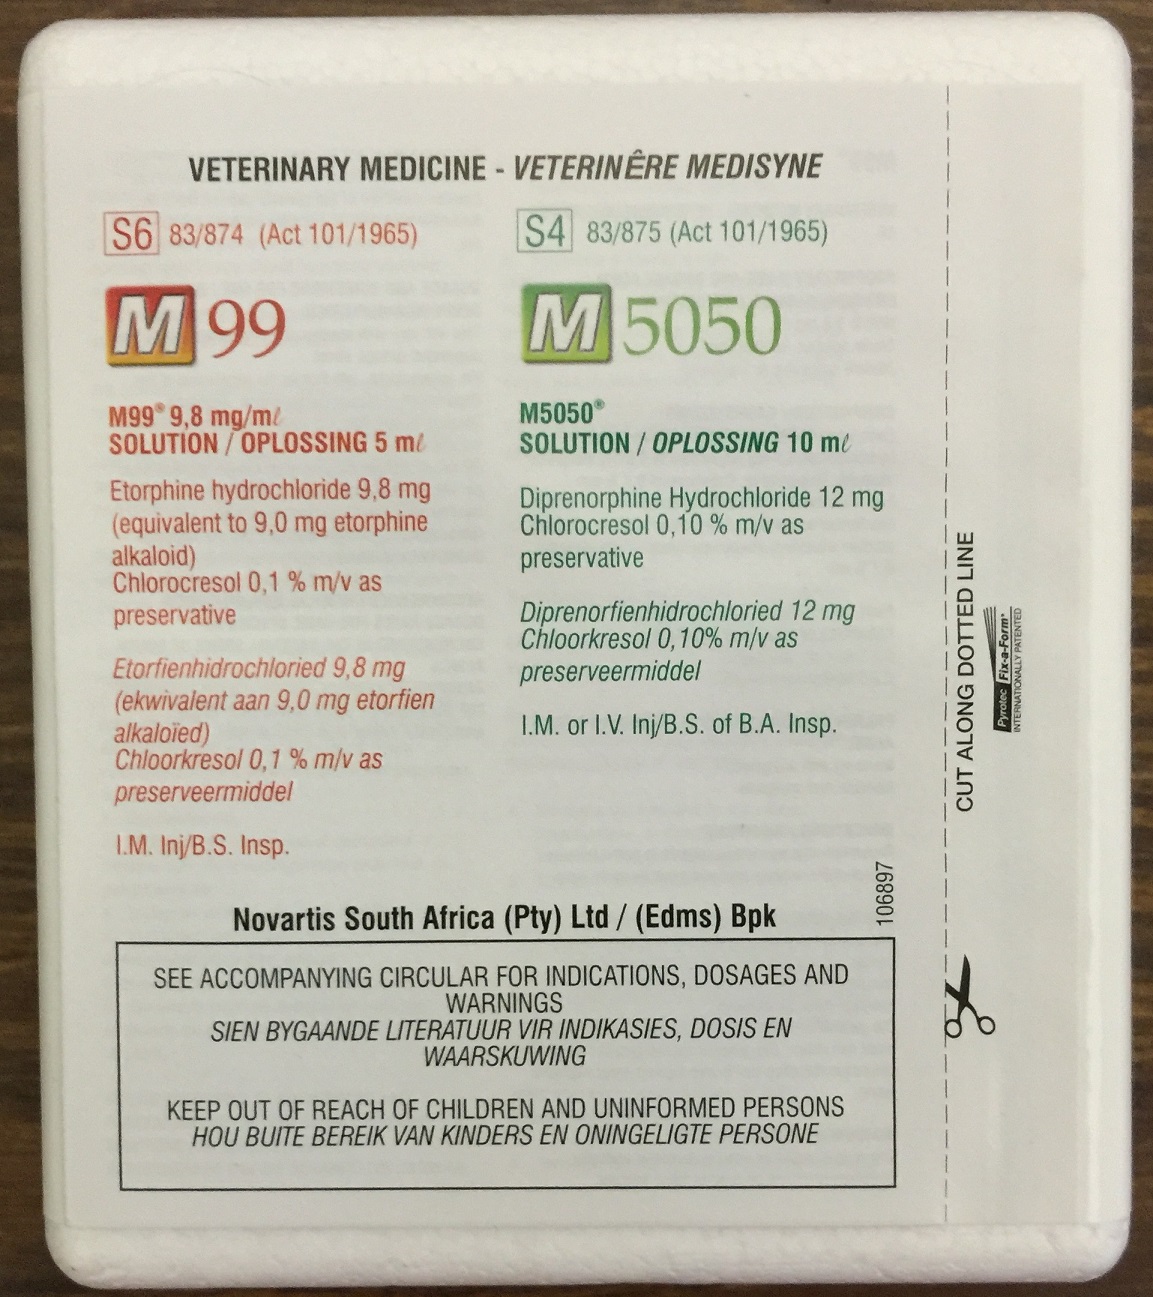 VETERINARY MEDICINE - VETERINÊRE MEDISYNE
S6 83/874 (Act 101/1965)
M 99
M99® 9,8 mg/mℓ
SOLUTION / OPLOSSING 5 mℓ
Etorphine hydrochloride 9,8 mg
(equivalent to 9,0 mg etorphine
alkaloid)
Chlorocresol 0,1 % m/v as
preservative
Etorfienhidrochloried 9,8 mg
(ekwivalent aan 9,0 mg etorfien
alkaloïed)
Chloorkresol 0,1 % m/v as
preserveermiddel
I.M. Inj/B.S. Insp.
S4 83/875 (Act 101/1965)
M 5050
M5050®
SOLUTION / OPLOSSING 10 mℓ
Diprenorphine Hydrochloride 12 mg
Chlorocresol 0,10 % m/v as
preservative
Diprenorfienhidrochloried 12 mg
Chloorkresol 0,10% m/v as
preserveermiddel
I.M. or I.V. Inj/B.S. of B.A. Insp.
106897
Novartis South Africa (Pty) Ltd / (Edms) Bpk
SEE ACCOMPANYING CIRCULAR FOR INDICATIONS, DOSAGES AND
WARNINGS
SIEN BYGAANDE LITERATUUR VIR INDIKASIES, DOSIS EN
WAARSKUWING
KEEP OUT OF REACH OF CHILDREN AND UNINFORMED PERSONS
HOU BUITE BEREIK VAN KINDERS EN ONINGELIGTE PERSONE
CUT ALONG DOTTED LINE
Pyrotec Fix-a-Form®
INTERNATIONALLY PATENTED